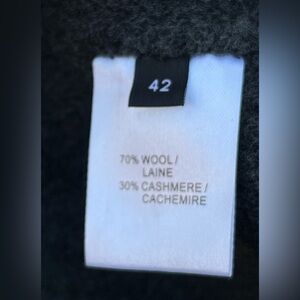 42
70% WOOL /
LAINE
30% CASHMERE /
CACHEMIRE